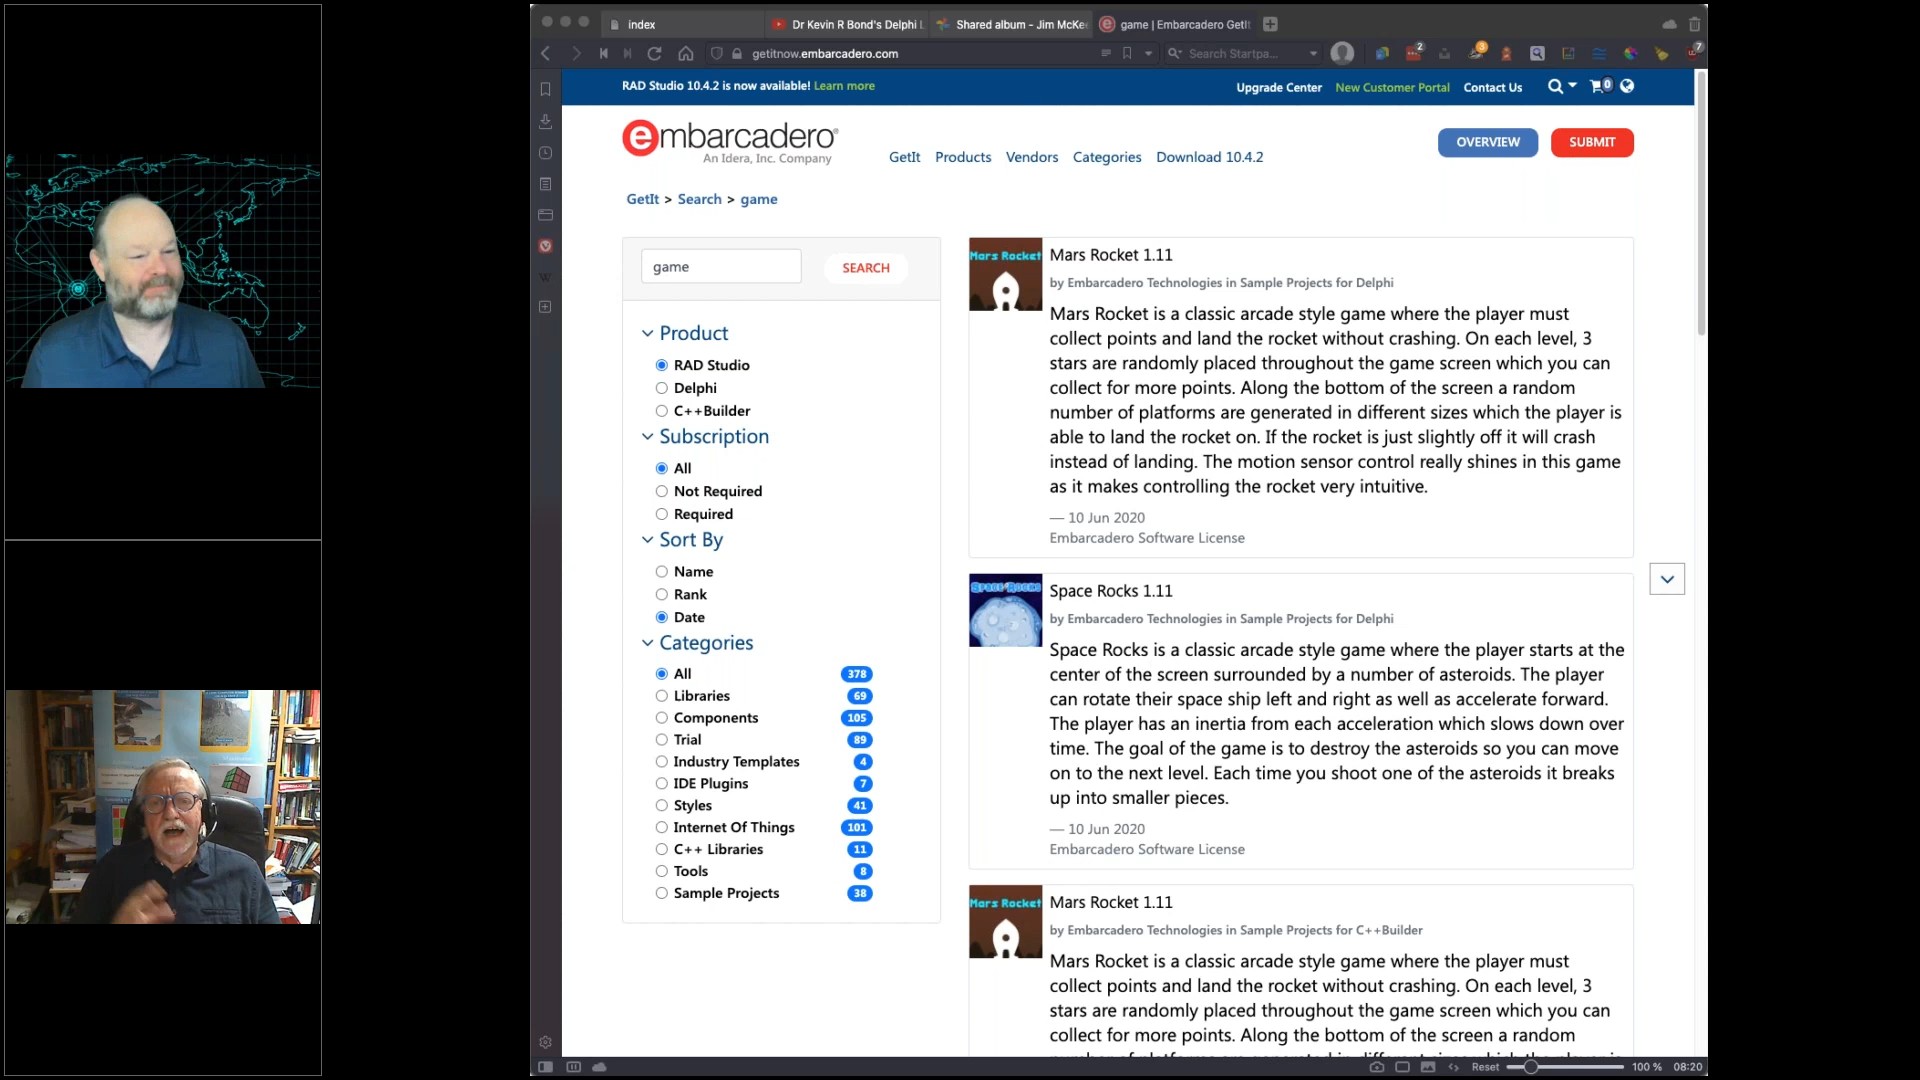 index
Dr Kevin R Bond's Delphi
Shared album - Jim McKe
game | Embarcadero GetIt
getitnow.embarcadero.com
Search Startpa...
2
3
7
RAD Studio 10.4.2 is now available! Learn more
Upgrade Center
New Customer Portal
Contact Us
0
embarcadero
An Idera, Inc. Company
GetIt
Products
Vendors
Categories
Download 10.4.2
OVERVIEW
SUBMIT
GetIt > Search > game
game
SEARCH
Product
RAD Studio
Delphi
C++Builder
Subscription
All
Not Required
Required
Sort By
Name
Rank
Date
Categories
All 378
Libraries 69
Components 105
Trial 89
Industry Templates 4
IDE Plugins 7
Styles 41
Internet Of Things 101
C++ Libraries 11
Tools 8
Sample Projects 38
Mars Rocket
Mars Rocket 1.11
by Embarcadero Technologies in Sample Projects for Delphi
Mars Rocket is a classic arcade style game where the player must
collect points and land the rocket without crashing. On each level, 3
stars are randomly placed throughout the game screen which you can
collect for more points. Along the bottom of the screen a random
number of platforms are generated in different sizes which the player is
able to land the rocket on. If the rocket is just slightly off it will crash
instead of landing. The motion sensor control really shines in this game
as it makes controlling the rocket very intuitive.
— 10 Jun 2020
Embarcadero Software License
Space Rocks
Space Rocks 1.11
by Embarcadero Technologies in Sample Projects for Delphi
Space Rocks is a classic arcade style game where the player starts at the
center of the screen surrounded by a number of asteroids. The player
can rotate their space ship left and right as well as accelerate forward.
The player has an inertia from each acceleration which slows down over
time. The goal of the game is to destroy the asteroids so you can move
on to the next level. Each time you shoot one of the asteroids it breaks
up into smaller pieces.
— 10 Jun 2020
Embarcadero Software License
Mars Rocket
Mars Rocket 1.11
by Embarcadero Technologies in Sample Projects for C++Builder
Mars Rocket is a classic arcade style game where the player must
collect points and land the rocket without crashing. On each level, 3
stars are randomly placed throughout the game screen which you can
collect for more points. Along the bottom of the screen a random
Reset
100 %
08:20